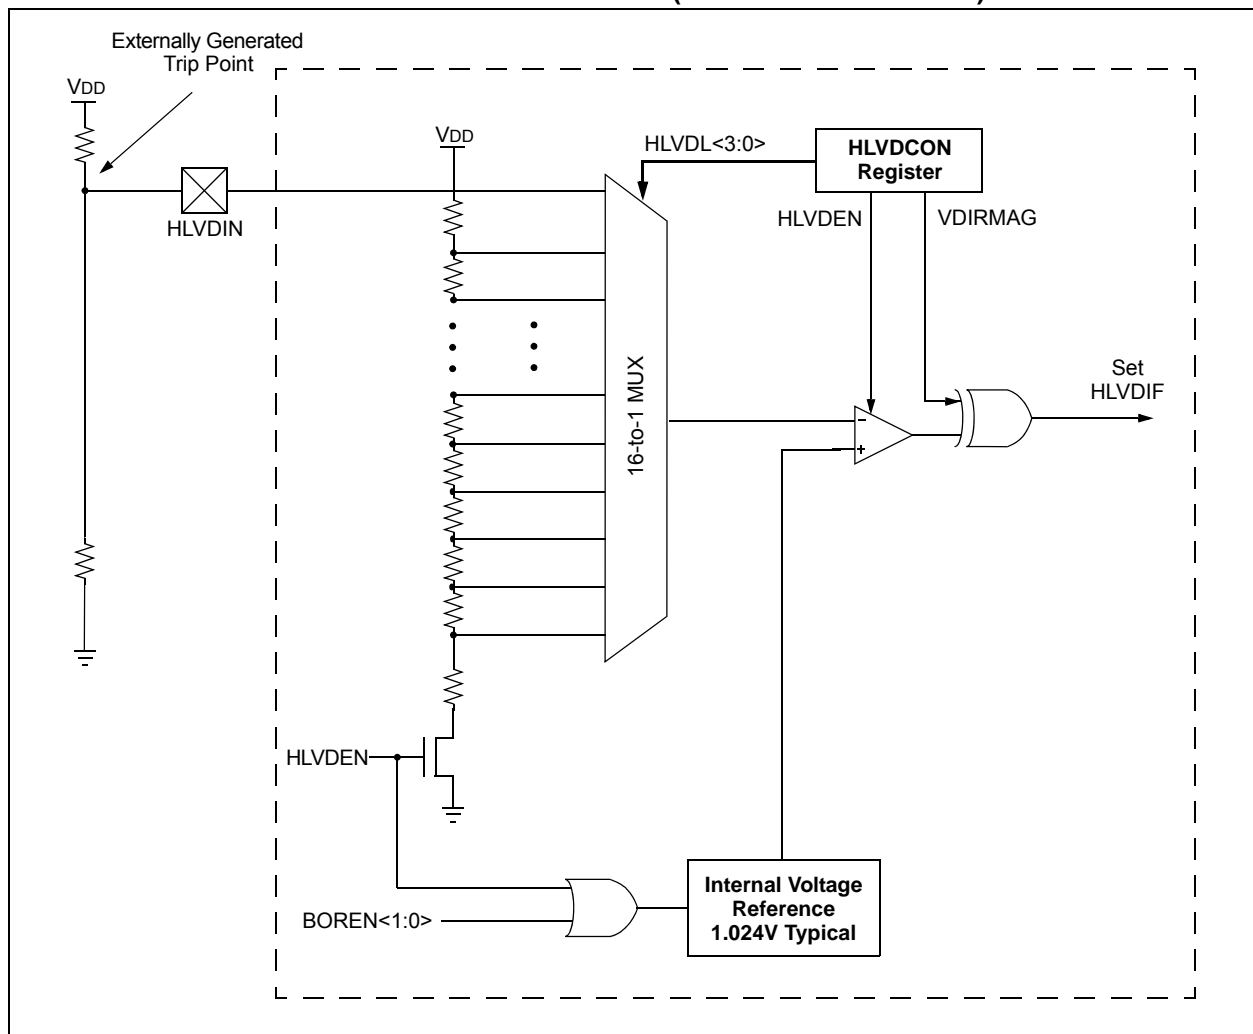 Externally Generated
Trip Point
VDD
VDD
HLVDL<3:0>
HLVDCON
Register
HLVDIN
HLVDEN
VDIRMAG
16-to-1 MUX
Set
HLVDIF
–
+
HLVDEN
BOREN<1:0>
Internal Voltage
Reference
1.024V Typical